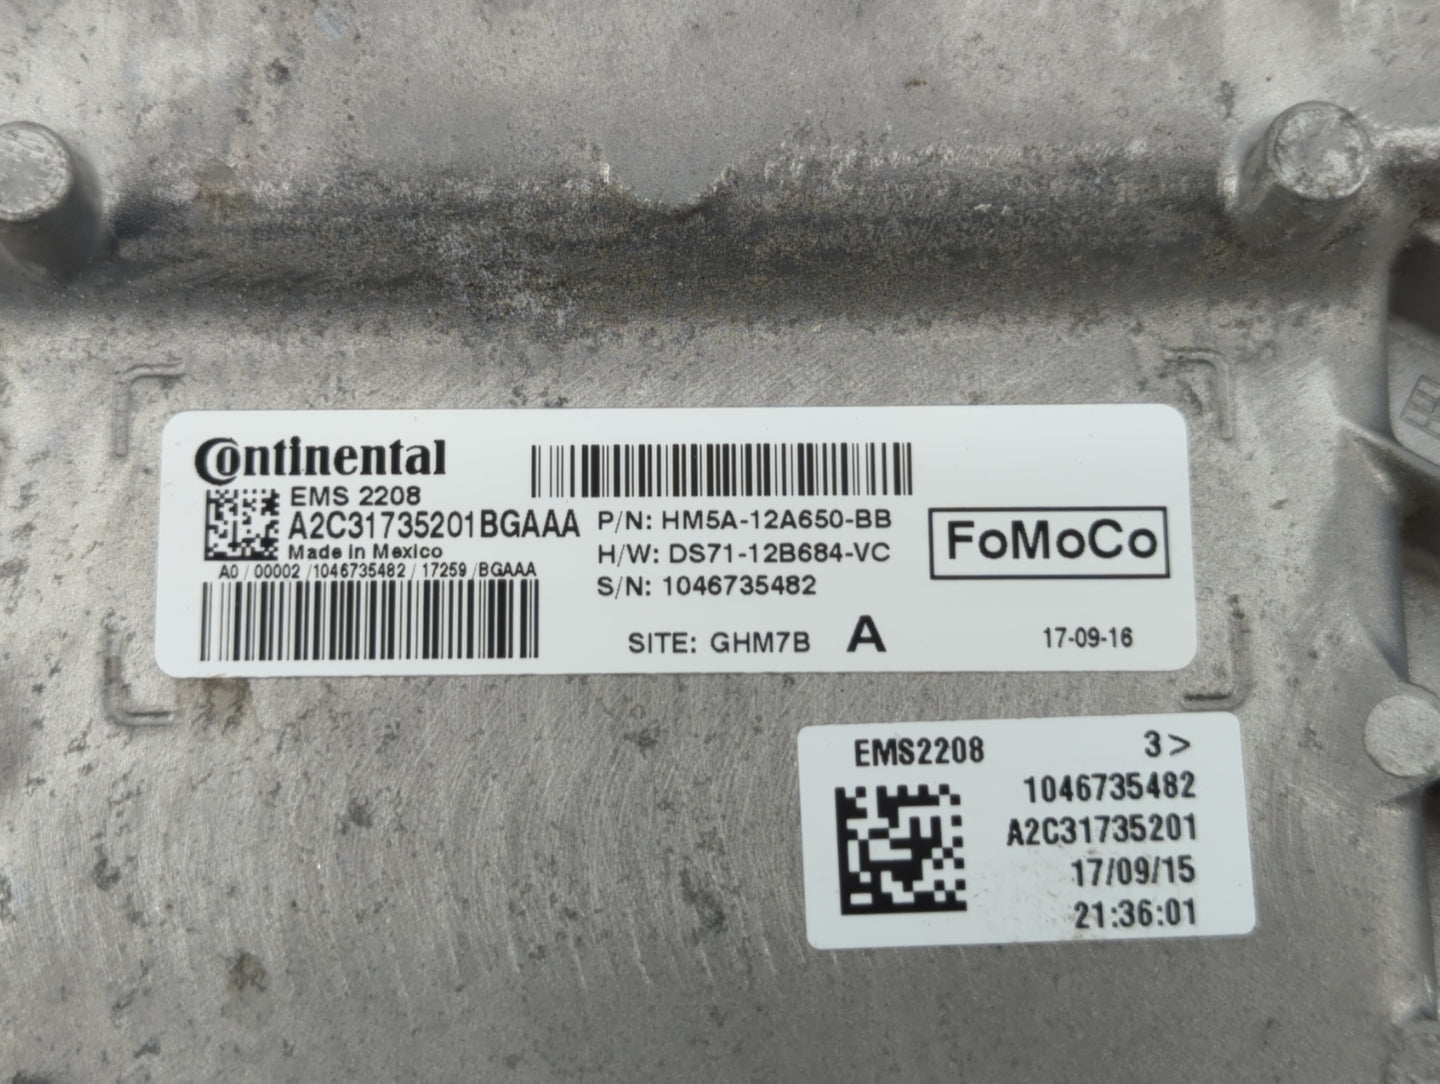 Continental
EMS 2208
A2C31735201BGAAA
Made in Mexico
A0 / 00002 /1046735482 / 17259 /BGAAA
P/N: HM5A-12A650-BB
H/W: DS71-12B684-VC
S/N: 1046735482
FoMoCo
SITE: GHM7B A
17-09-16
EMS2208 3>
1046735482
A2C31735201
17/09/15
21:36:01